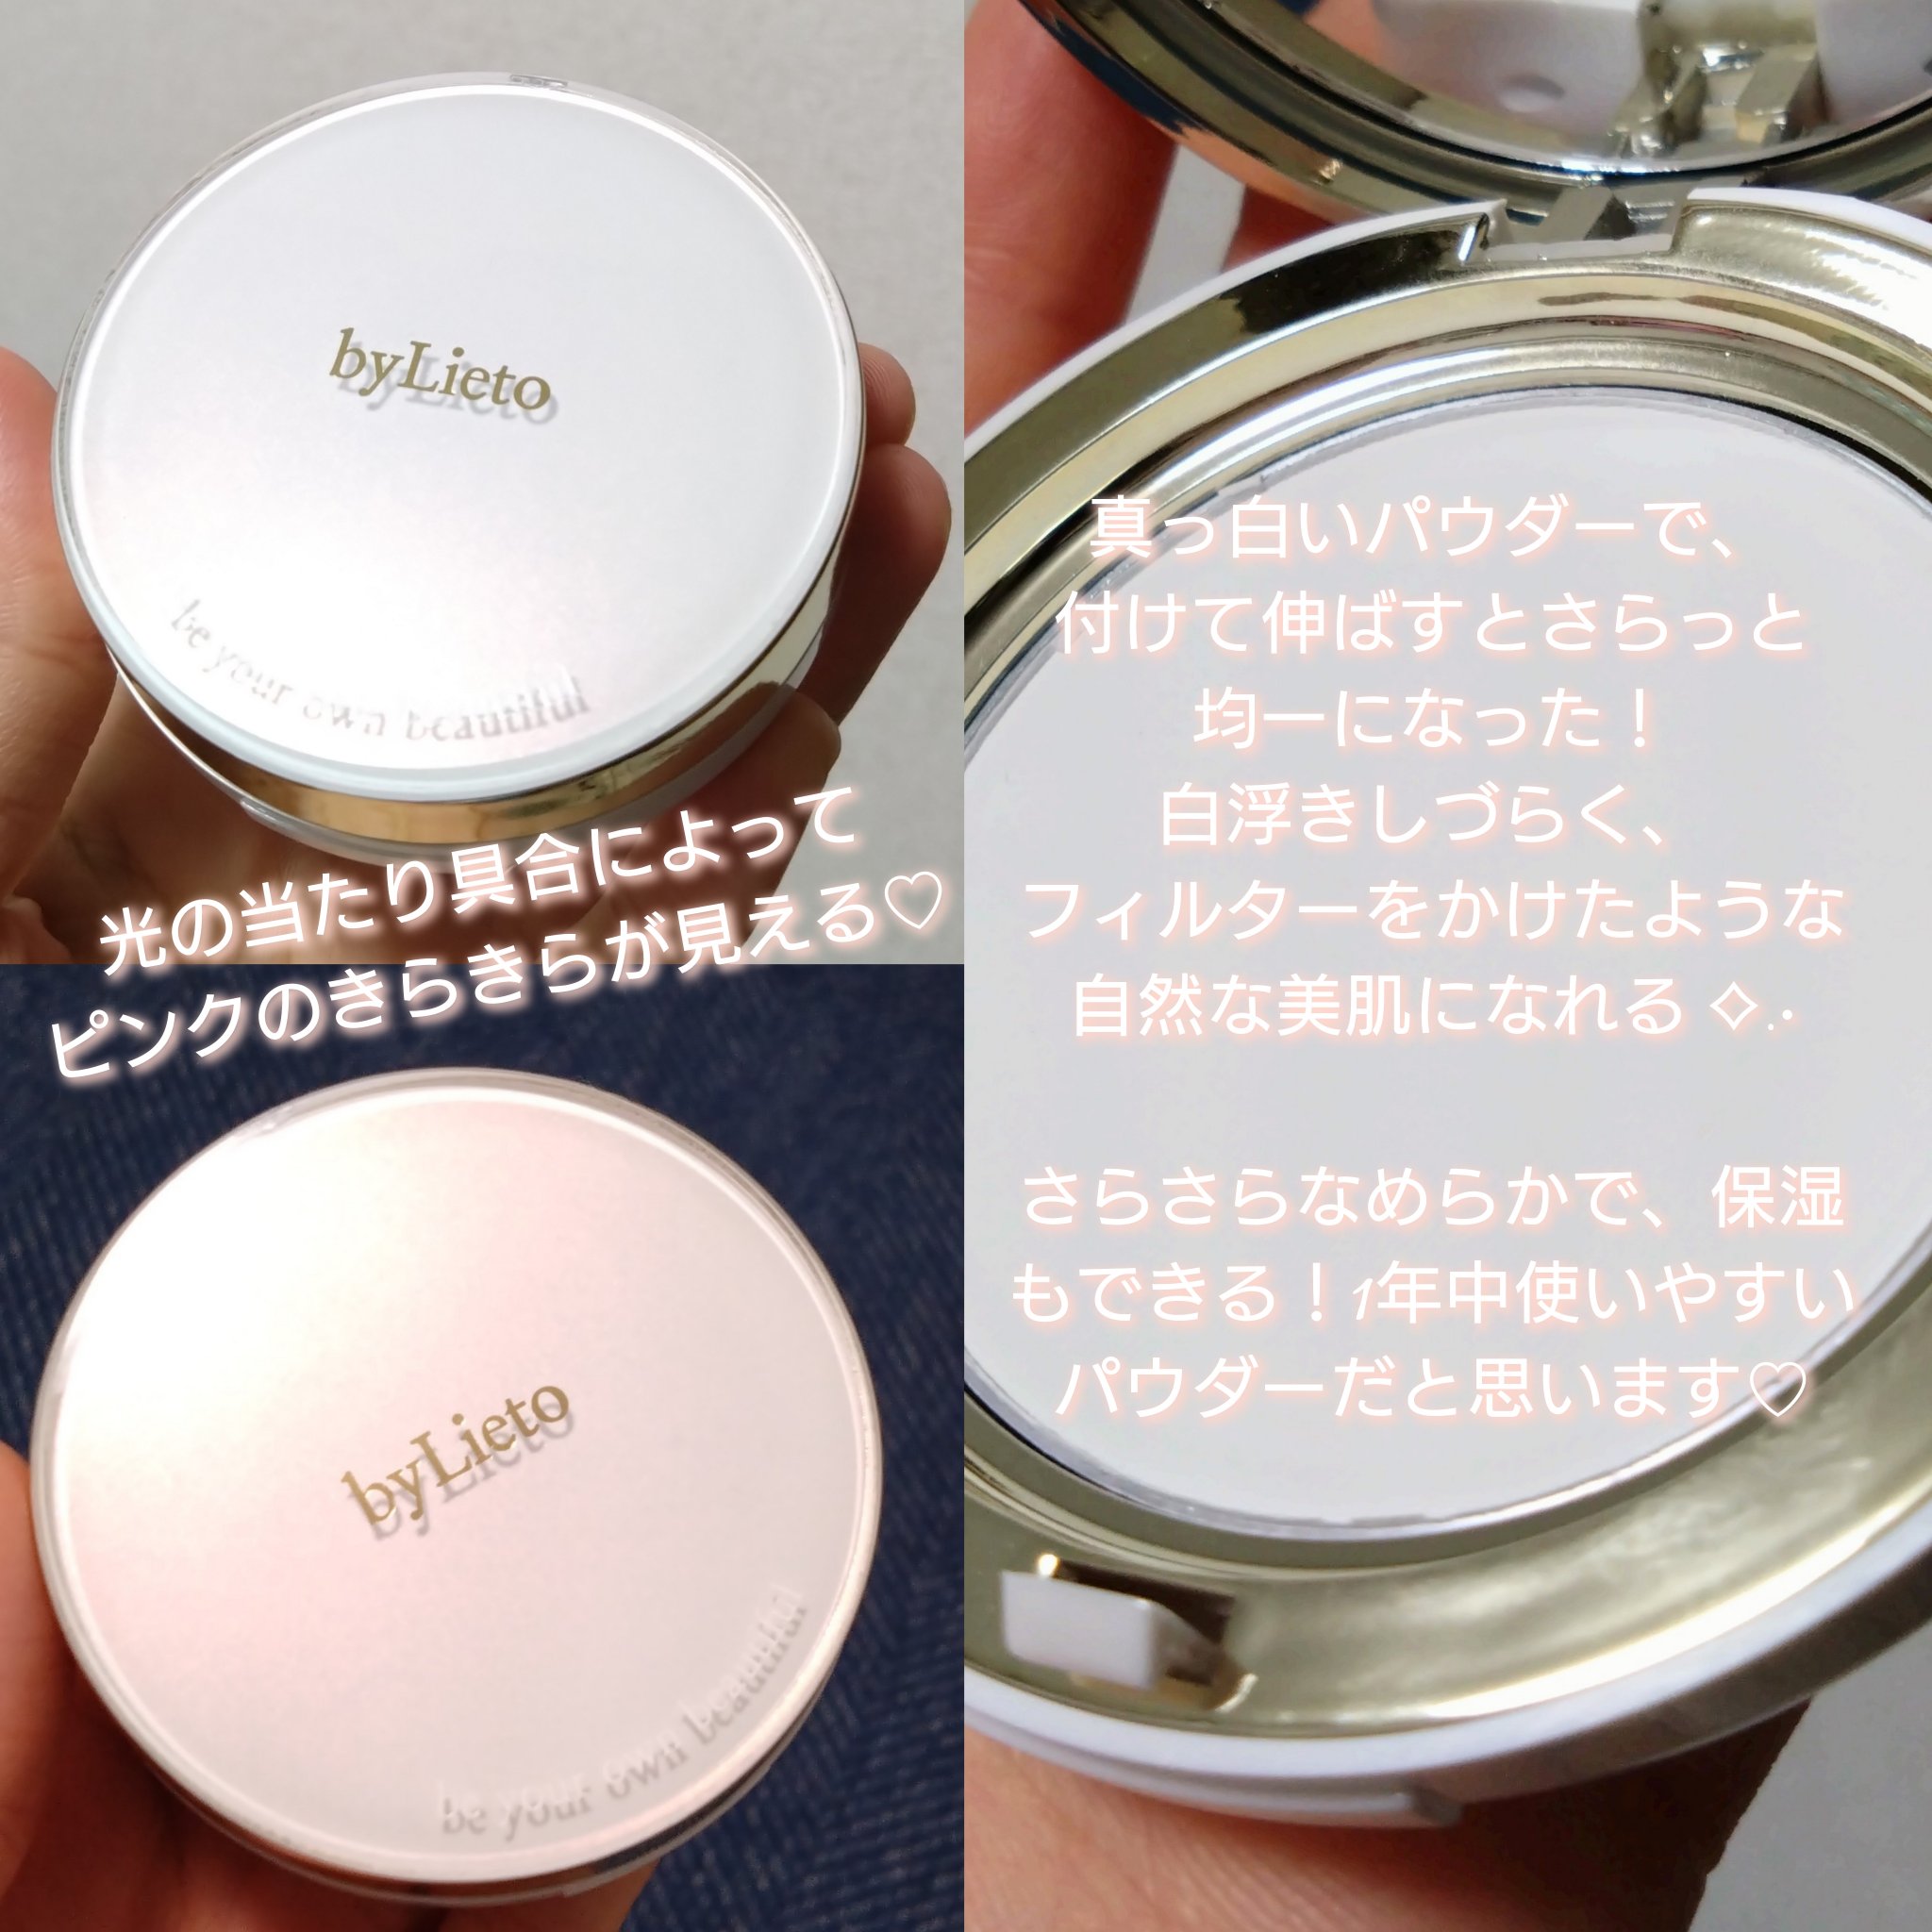 byLieto
be your own beautiful
光の当たり具合によって
ピンクのきらきらが見える♡
byLieto
be your own beautiful
真っ白いパウダーで、
付けて伸ばすとさらっと
均一になった！
白浮きしづらく、
フィルターをかけたような
自然な美肌になれる ✧.·
さらさらなめらかで、保湿
もできる！1年中使いやすい
パウダーだと思います♡